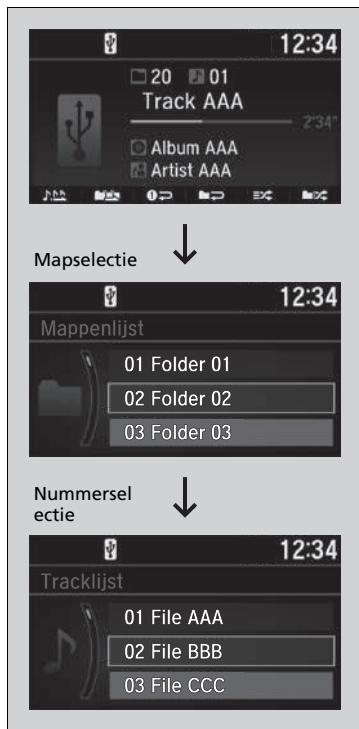 12:34
20 01
Track AAA
2'34"
Album AAA
Artist AAA
Mapselectie
12:34
Mappenlijst
01 Folder 01
02 Folder 02
03 Folder 03
Nummersel
ectie
12:34
Tracklijst
01 File AAA
02 File BBB
03 File CCC